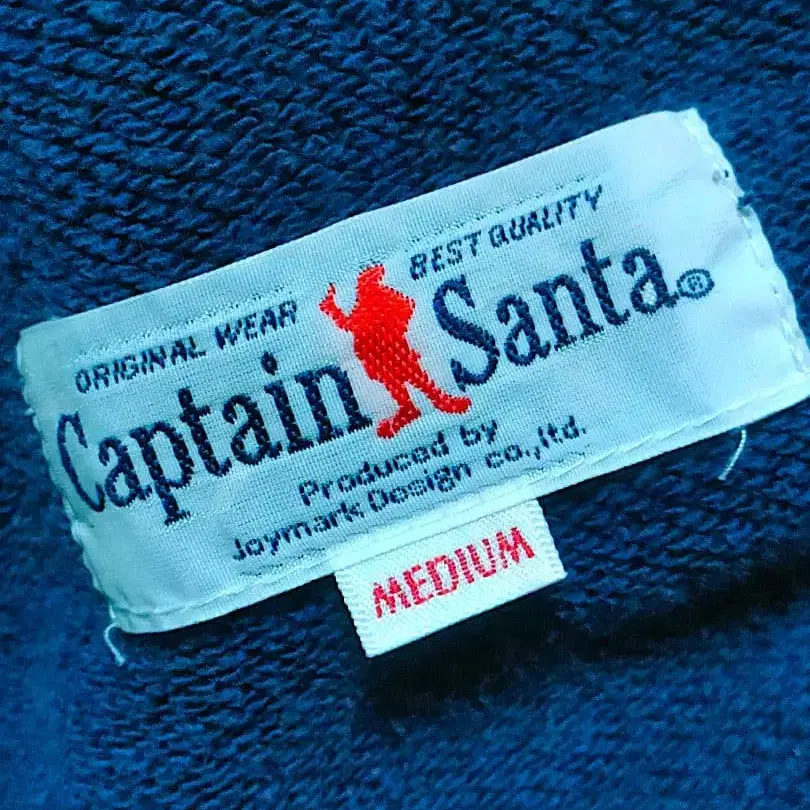 ORIGINAL WEAR BEST QUALITY
Captain Santa®
Produced by
Joymark Design co.,ltd.
MEDIUM